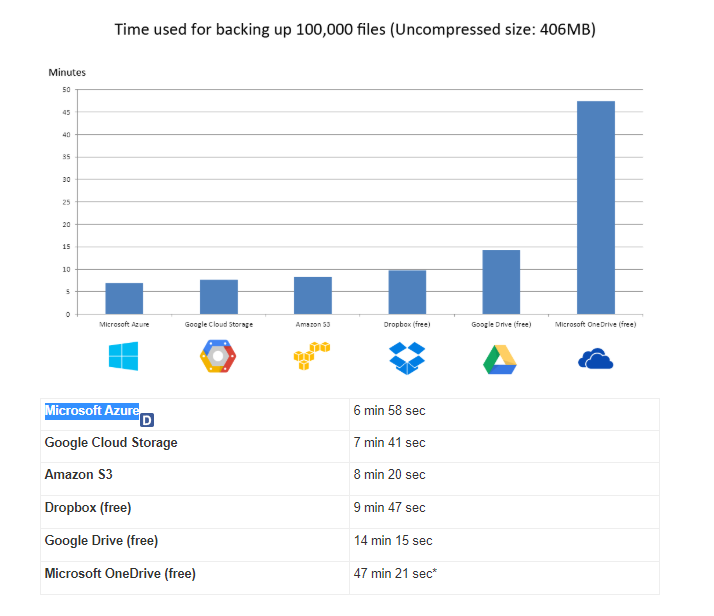 Time used for backing up 100,000 files (Uncompressed size: 406MB)
Minutes
50
45
40
35
30
25
20
15
10
5
0
Microsoft Azure Google Cloud Storage Amazon S3 Dropbox (free) Google Drive (free) Microsoft OneDrive (free)
Microsoft Azure D 6 min 58 sec
Google Cloud Storage 7 min 41 sec
Amazon S3 8 min 20 sec
Dropbox (free) 9 min 47 sec
Google Drive (free) 14 min 15 sec
Microsoft OneDrive (free) 47 min 21 sec*